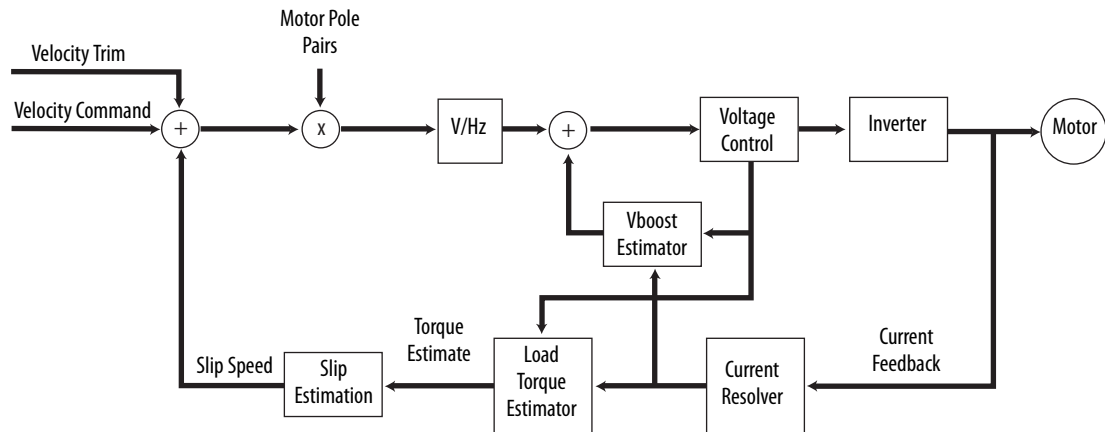 Motor Pole
Pairs
Velocity Trim
Velocity Command
+
x
V/Hz
+
Voltage
Control
Inverter
Motor
Vboost
Estimator
Torque
Estimate
Current
Feedback
Slip Speed
Slip
Estimation
Load
Torque
Estimator
Current
Resolver